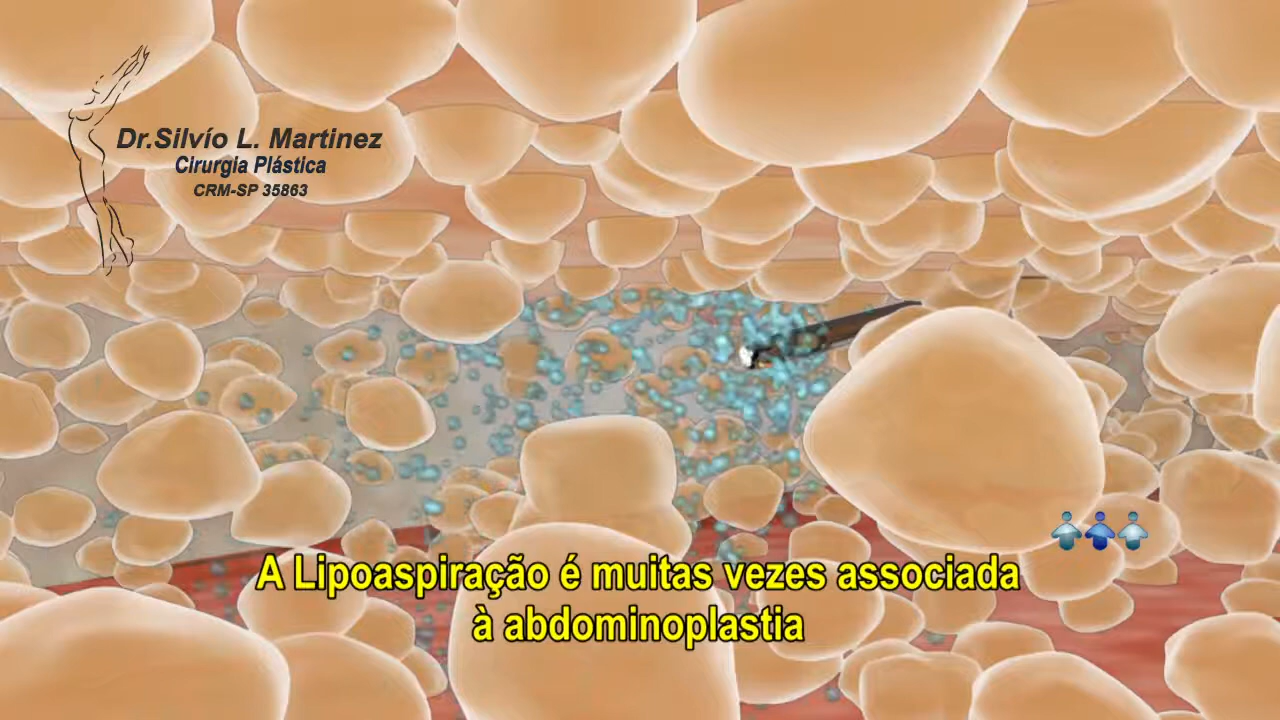 Dr.Silvío L. Martinez
Cirurgia Plástica
CRM-SP 35863
A Lipoaspiração é muitas vezes associada
à abdominoplastia